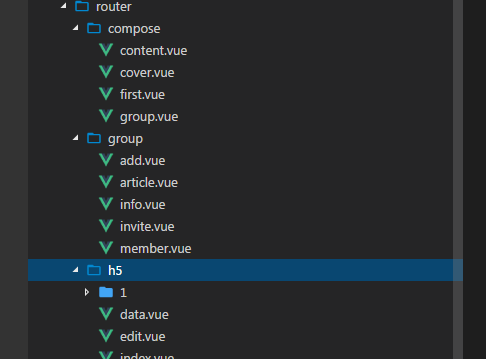 router
compose
content.vue
cover.vue
first.vue
group.vue
group
add.vue
article.vue
info.vue
invite.vue
member.vue
h5
1
data.vue
edit.vue
index.vue